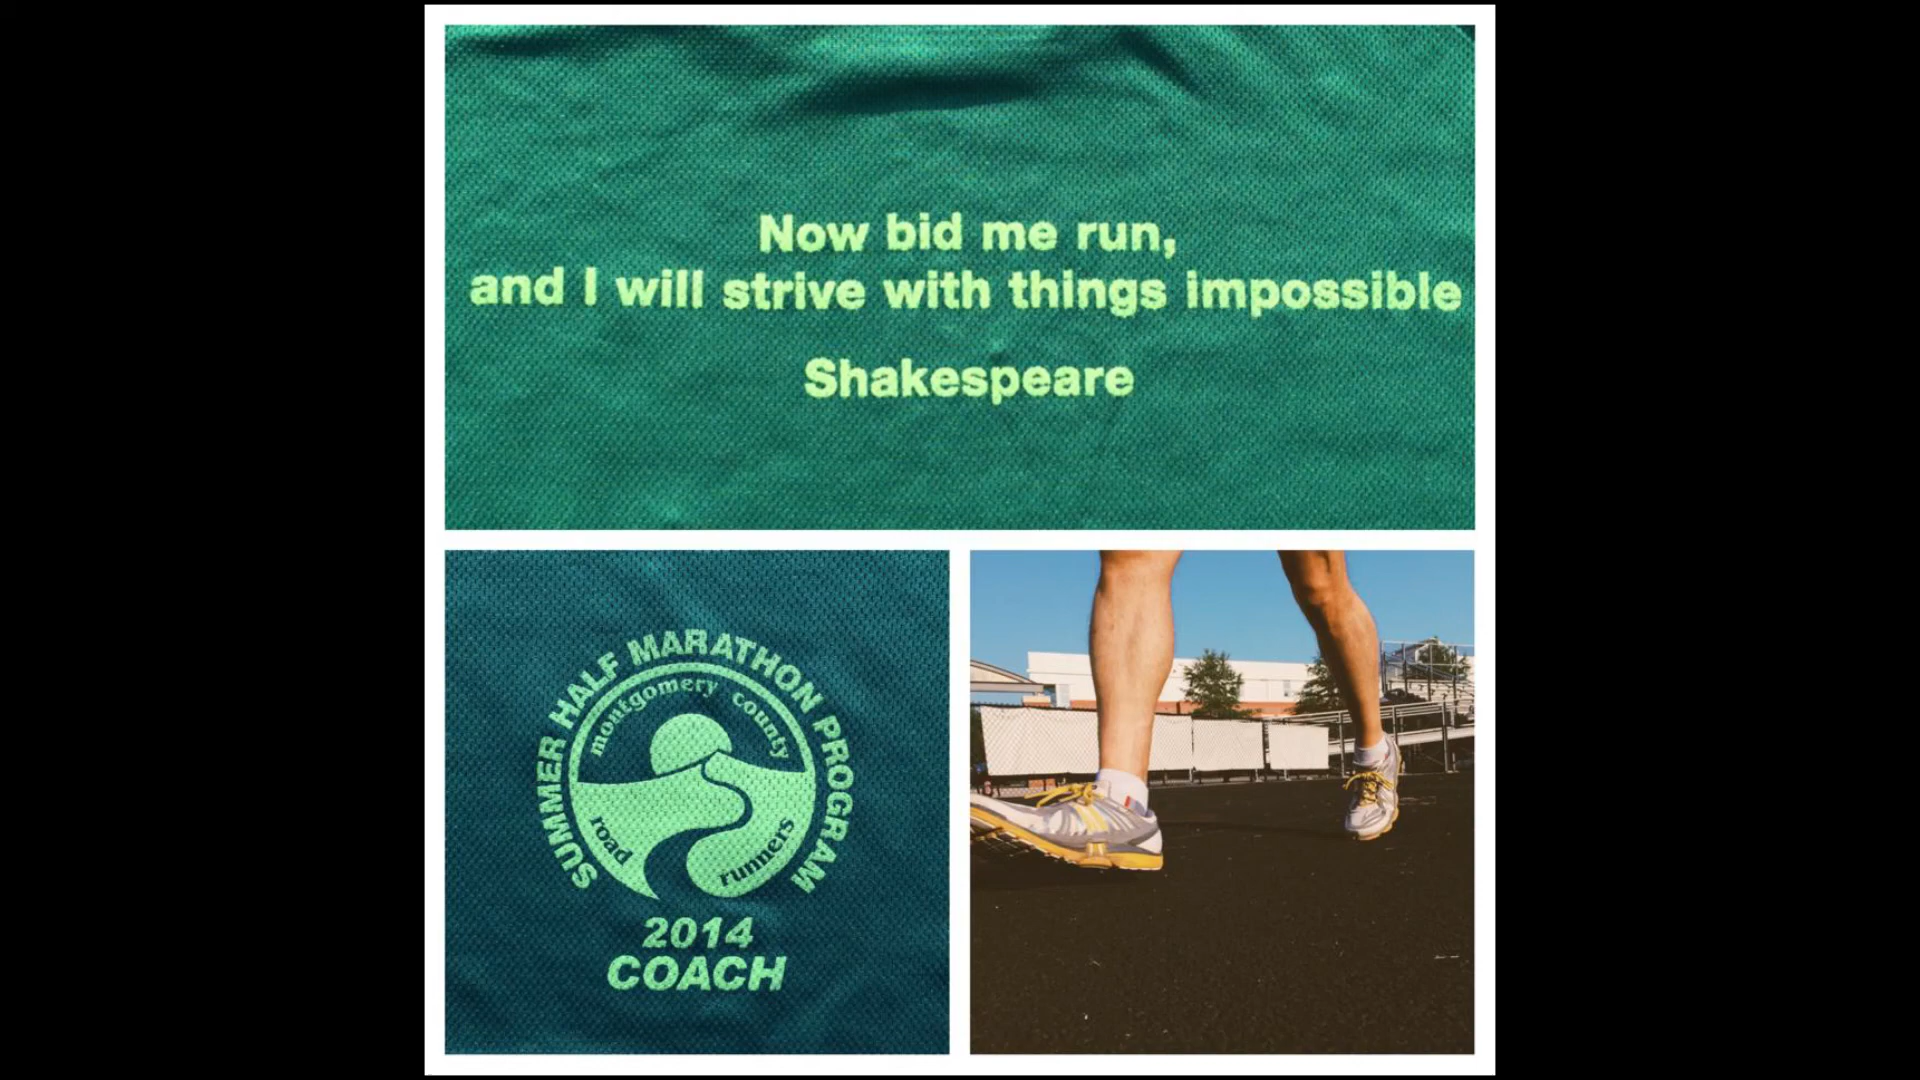 Now bid me run,
and I will strive with things impossible
Shakespeare
SUMMER HALF MARATHON PROGRAM
montgomery county
road runners
2014
COACH